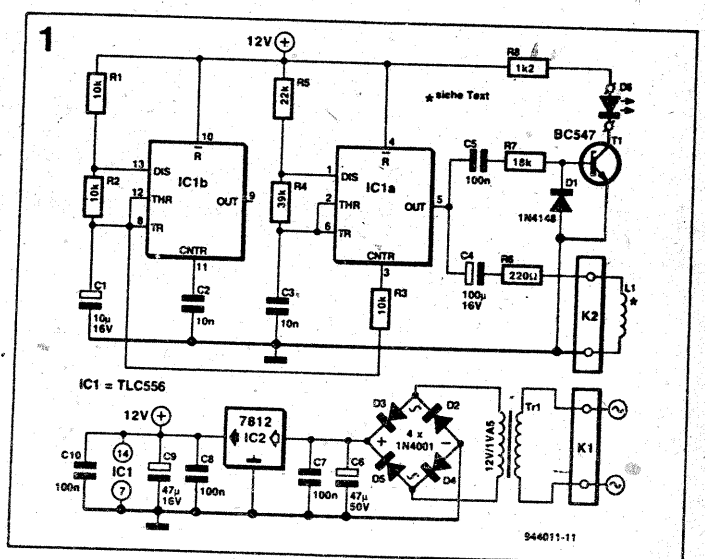 1
12V
R1
10k
R5
22k
R8
1k2
* siehe Text
D6
BC547
T1
10
R
4
R
13
DIS
IC1b
12
THR
OUT
9
8
TR
CNTR
11
R2
10k
R4
39k
1
DIS
IC1a
2
THR
OUT
5
6
TR
CNTR
3
C5
100n
R7
18k
D1
1N4148
C4
100µ
16V
R6
220Ω
L1
*
K2
C1
10µ
16V
C2
10n
C3
10n
R3
10k
IC1 = TLC556
12V
7812
IC2
D3
D2
4 x
1N4001
D5
D4
+
−
12V/1VA5
Tr1
K1
C10
100n
14
IC1
7
C9
47µ
16V
C8
100n
C7
100n
C6
47µ
50V
944011-11